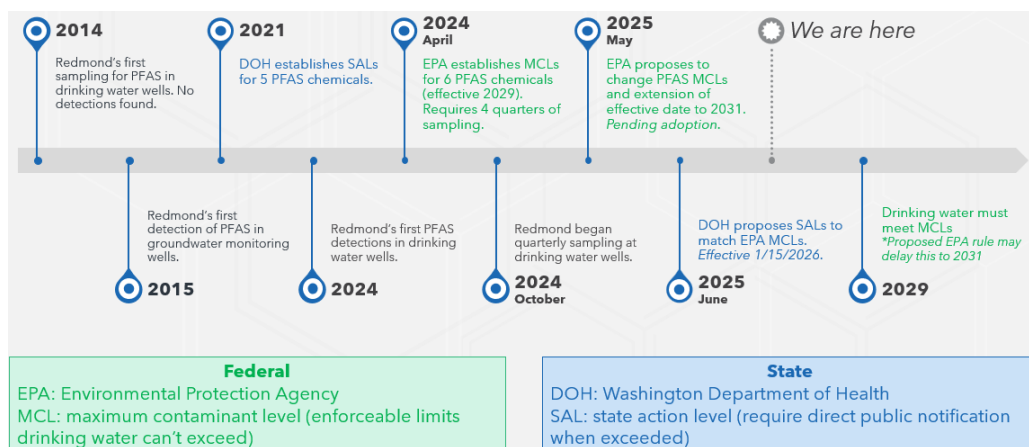 2014
Redmond's first
sampling for PFAS in
drinking water wells. No
detections found.
2015
Redmond's first
detection of PFAS in
groundwater monitoring
wells.
2021
DOH establishes SALs
for 5 PFAS chemicals.
2024
Redmond's first PFAS
detections in drinking
water wells.
2024
April
EPA establishes MCLs
for 6 PFAS chemicals
(effective 2029).
Requires 4 quarters of
sampling.
2024
October
Redmond began
quarterly sampling at
drinking water wells.
2025
May
EPA proposes to
change PFAS MCLs
and extension of
effective date to 2031.
Pending adoption.
2025
June
DOH proposes SALs to
match EPA MCLs.
Effective 1/15/2026.
We are here
2029
Drinking water must
meet MCLs
*Proposed EPA rule may
delay this to 2031
Federal
EPA: Environmental Protection Agency
MCL: maximum contaminant level (enforceable limits
drinking water can't exceed)
State
DOH: Washington Department of Health
SAL: state action level (require direct public notification
when exceeded)